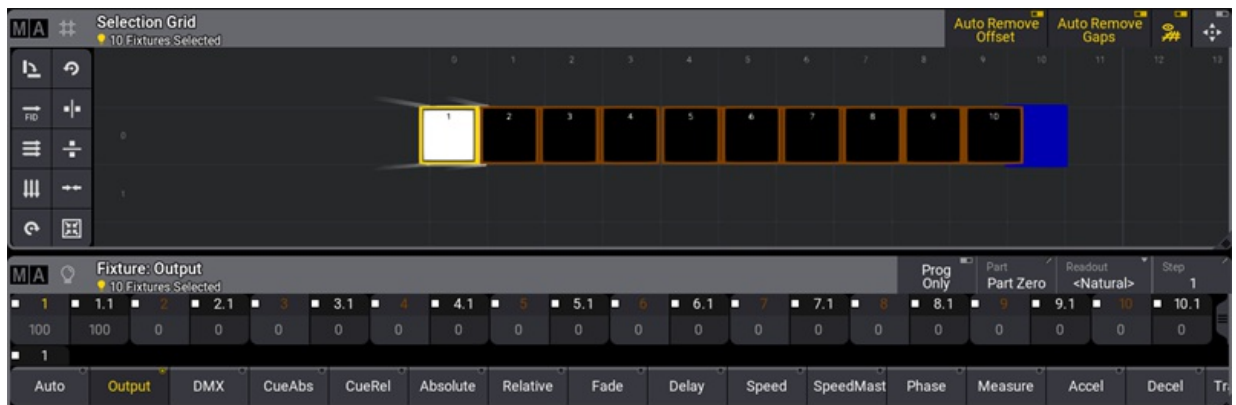 MA Selection Grid
10 Fixtures Selected
Auto Remove Offset
Auto Remove Gaps
0 1 2 3 4 5 6 7 8 9 10 11 12 13
FID
0
1 2 3 4 5 6 7 8 9 10
1
MA Fixture: Output
10 Fixtures Selected
Prog Only
Part
Part Zero
Readout
<Natural>
Step
1
1 1.1 2 2.1 3 3.1 4 4.1 5 5.1 6 6.1 7 7.1 8 8.1 9 9.1 10 10.1
100 100 0 0 0 0 0 0 0 0 0 0 0 0 0 0 0 0 0 0
1
Auto Output DMX CueAbs CueRel Absolute Relative Fade Delay Speed SpeedMast Phase Measure Accel Decel